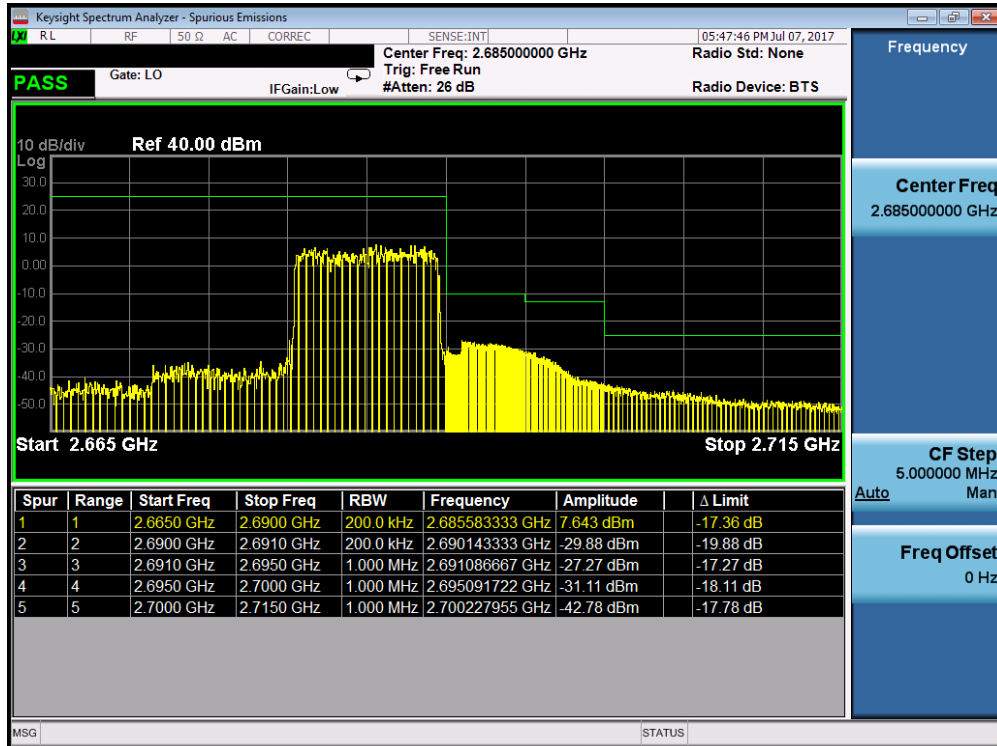 Keysight Spectrum Analyzer - Spurious Emissions
LXI RL RF 50 Ω AC CORREC SENSE:INT 05:47:46 PM Jul 07, 2017
Center Freq: 2.685000000 GHz Radio Std: None
PASS Gate: LO Trig: Free Run
IFGain:Low #Atten: 26 dB Radio Device: BTS
10 dB/div Ref 40.00 dBm
Log
30.0
20.0
10.0
0.00
-10.0
-20.0
-30.0
-40.0
-50.0
Start 2.665 GHz Stop 2.715 GHz
Spur Range Start Freq Stop Freq RBW Frequency Amplitude Δ Limit
1 1 2.6650 GHz 2.6900 GHz 200.0 kHz 2.685583333 GHz 7.643 dBm -17.36 dB
2 2 2.6900 GHz 2.6910 GHz 200.0 kHz 2.690143333 GHz -29.88 dBm -19.88 dB
3 3 2.6910 GHz 2.6950 GHz 1.000 MHz 2.691086667 GHz -27.27 dBm -17.27 dB
4 4 2.6950 GHz 2.7000 GHz 1.000 MHz 2.695091722 GHz -31.11 dBm -18.11 dB
5 5 2.7000 GHz 2.7150 GHz 1.000 MHz 2.700227955 GHz -42.78 dBm -17.78 dB
MSG STATUS
Frequency
Center Freq
2.685000000 GHz
CF Step
5.000000 MHz
Auto Man
Freq Offset
0 Hz